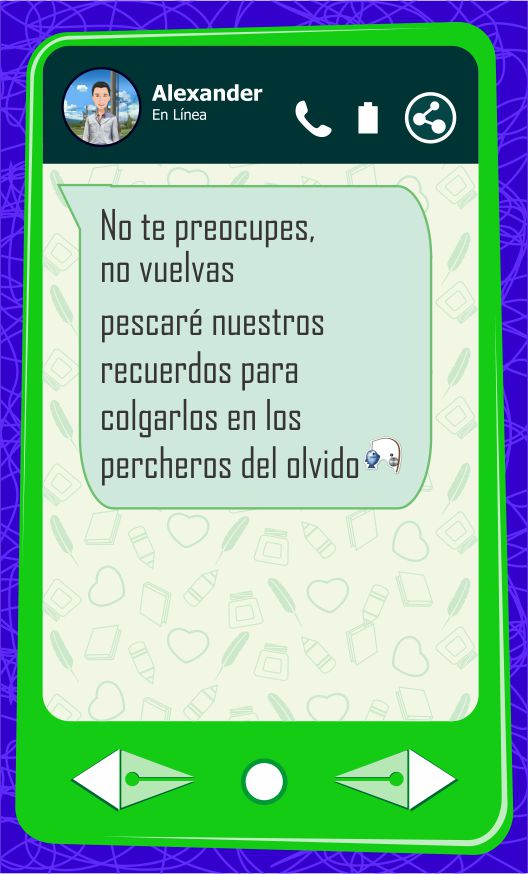 Alexander
En Línea
No te preocupes,
no vuelvas
pescaré nuestros
recuerdos para
colgarlos en los
percheros del olvido